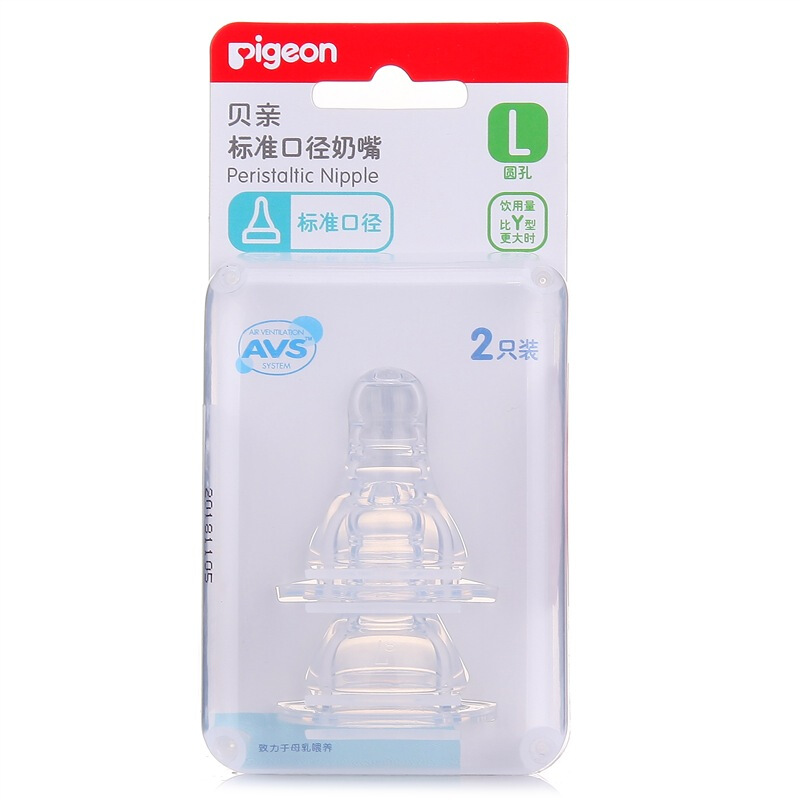 pigeon
贝亲
标准口径奶嘴
Peristaltic Nipple
L
圆孔
标准口径
饮用量
比Y型
更大时
AIR VENTILATION
AVS™
SYSTEM
2只装
20181105
致力于母乳喂养